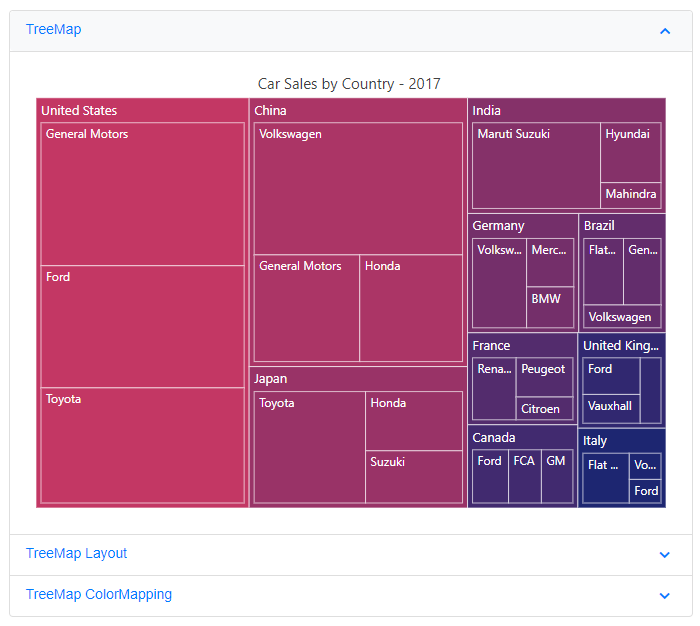 TreeMap
Car Sales by Country - 2017
United States
General Motors
Ford
Toyota
China
Volkswagen
General Motors
Honda
Japan
Toyota
Honda
Suzuki
India
Maruti Suzuki
Hyundai
Mahindra
Germany
Volksw...
Merc...
BMW
Brazil
Flat...
Gen...
Volkswagen
France
Rena...
Peugeot
Citroen
United King...
Ford
Vauxhall
Canada
Ford
FCA
GM
Italy
Flat ...
Vo...
Ford
TreeMap Layout
TreeMap ColorMapping